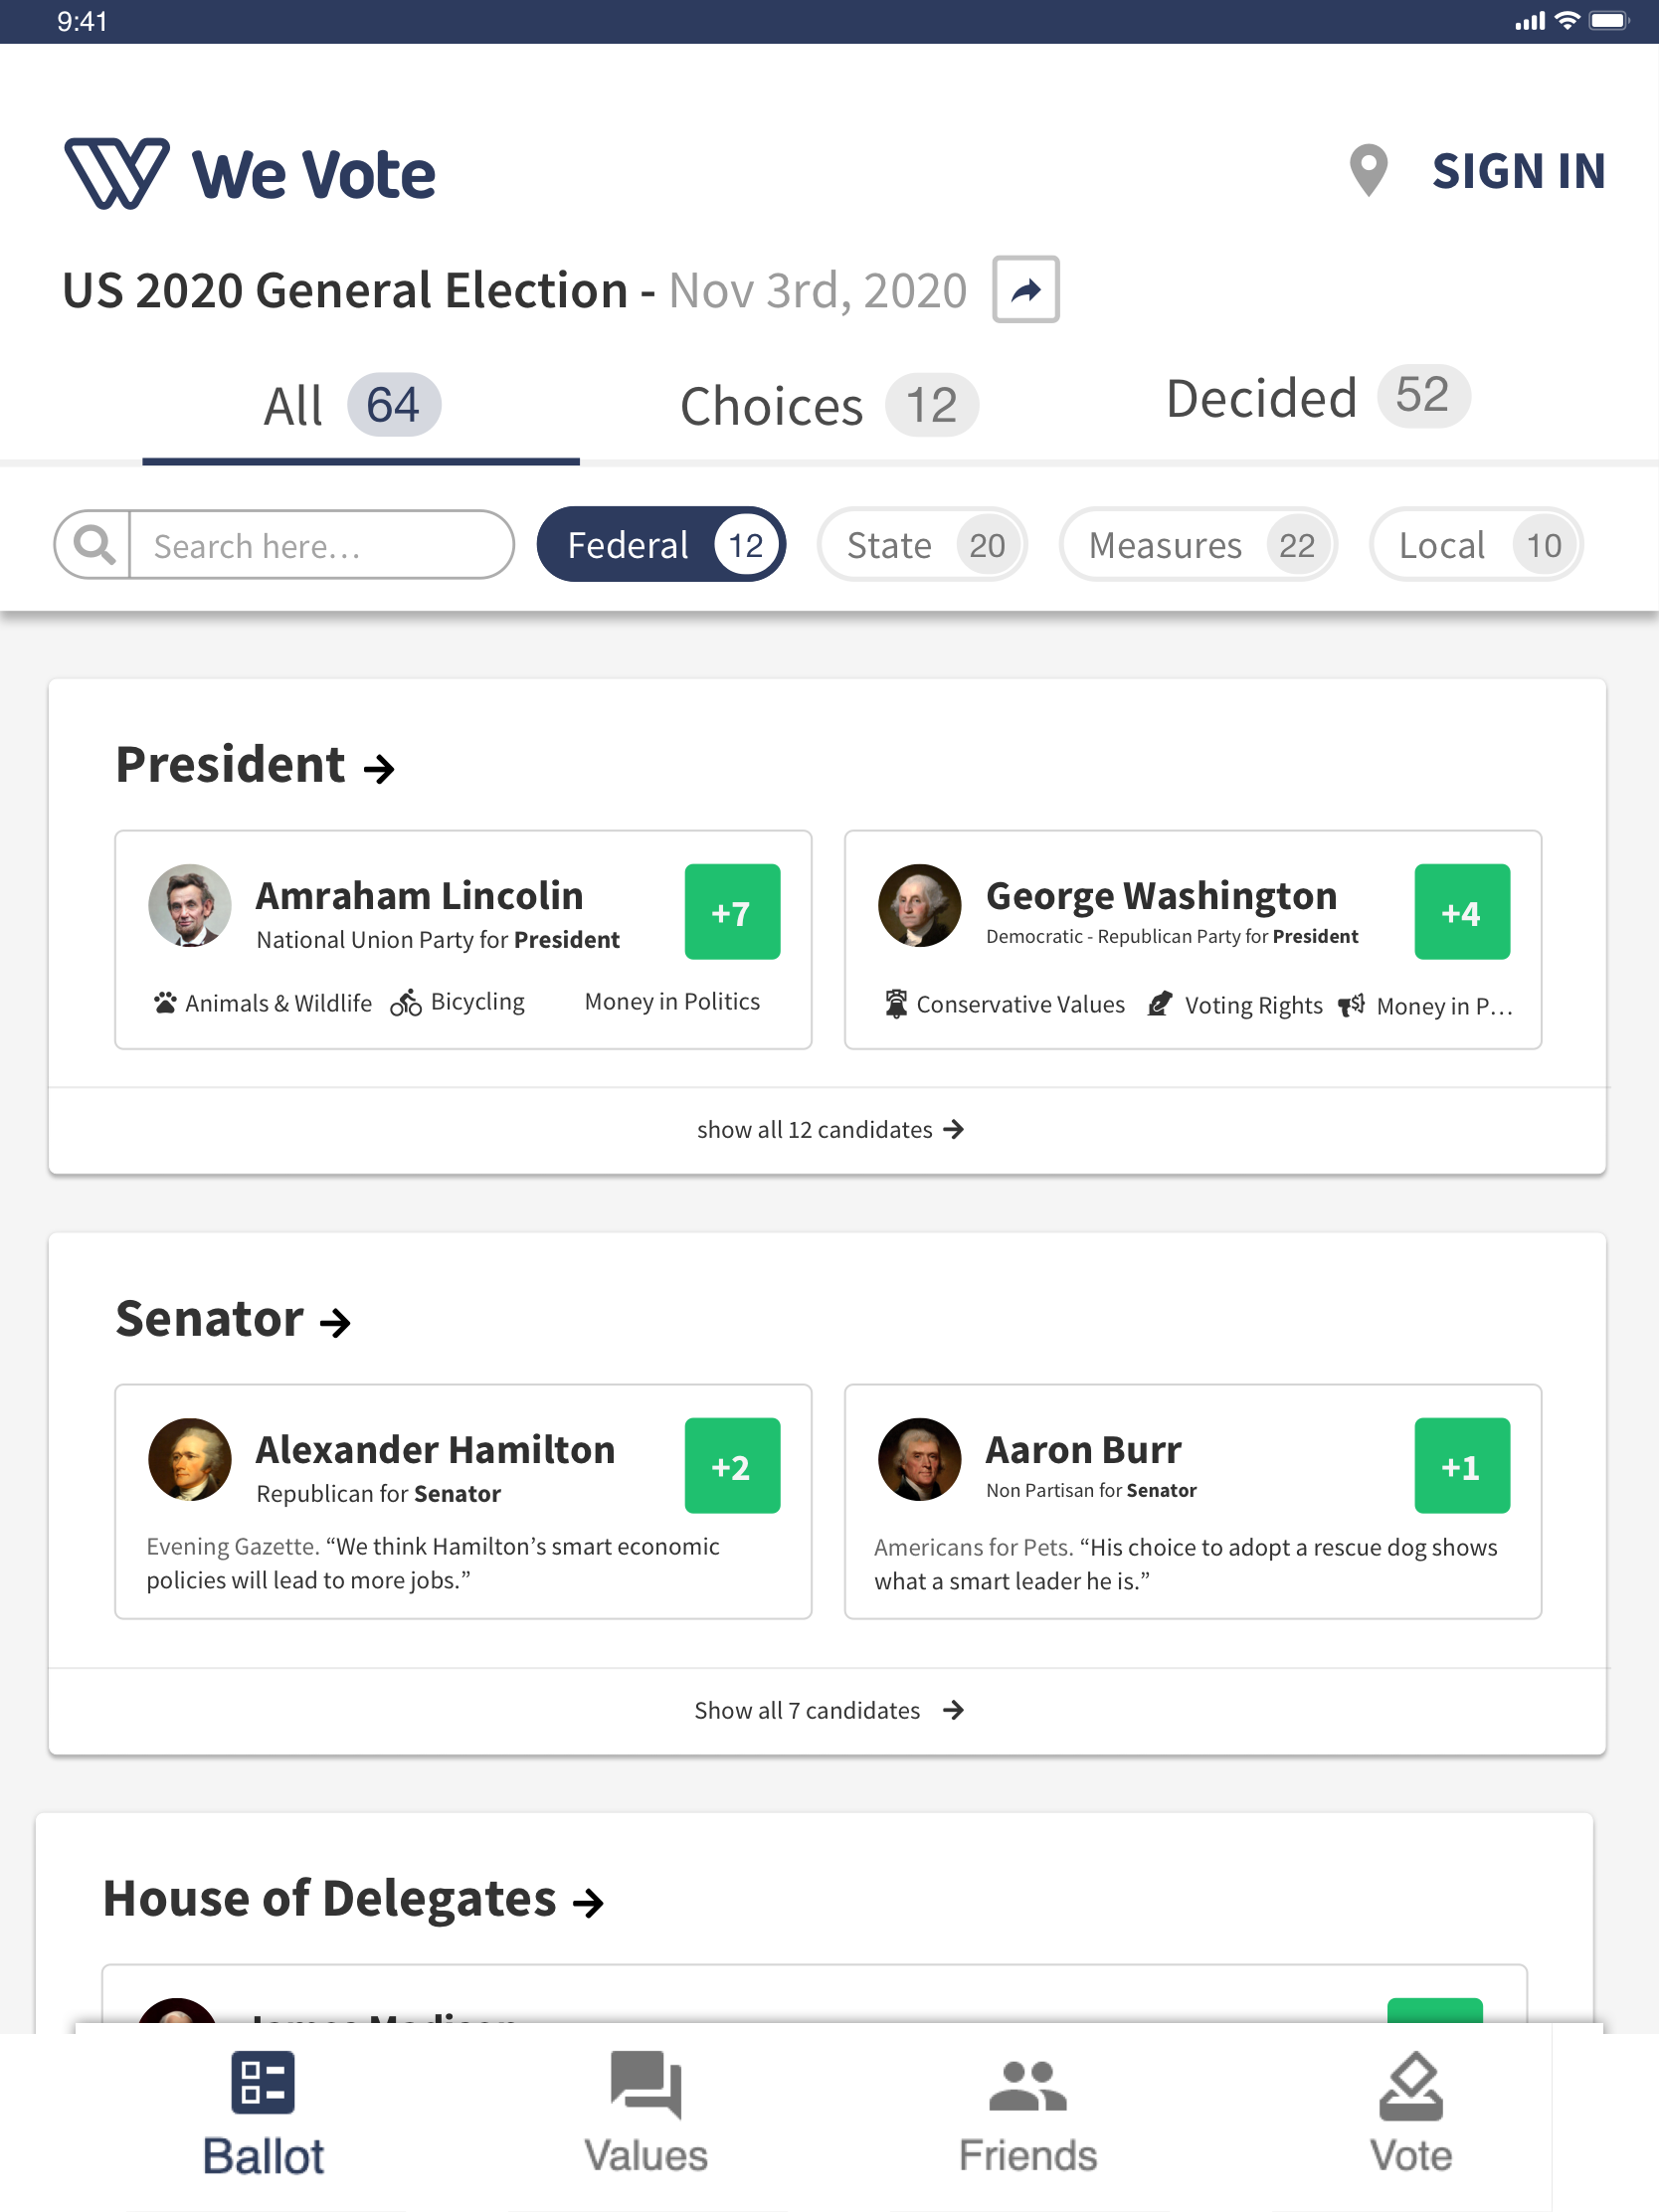 9:41
We Vote
SIGN IN
US 2020 General Election - Nov 3rd, 2020
All 64 Choices 12 Decided 52
Search here... Federal 12 State 20 Measures 22 Local 10
President
Amraham Lincolin
National Union Party for President
+7
Animals & Wildlife Bicycling Money in Politics
George Washington
Democratic - Republican Party for President
+4
Conservative Values Voting Rights Money in P...
show all 12 candidates
Senator
Alexander Hamilton
Republican for Senator
+2
Evening Gazette. “We think Hamilton’s smart economic
policies will lead to more jobs.”
Aaron Burr
Non Partisan for Senator
+1
Americans for Pets. “His choice to adopt a rescue dog shows
what a smart leader he is.”
Show all 7 candidates
House of Delegates
James Madison
Ballot Values Friends Vote